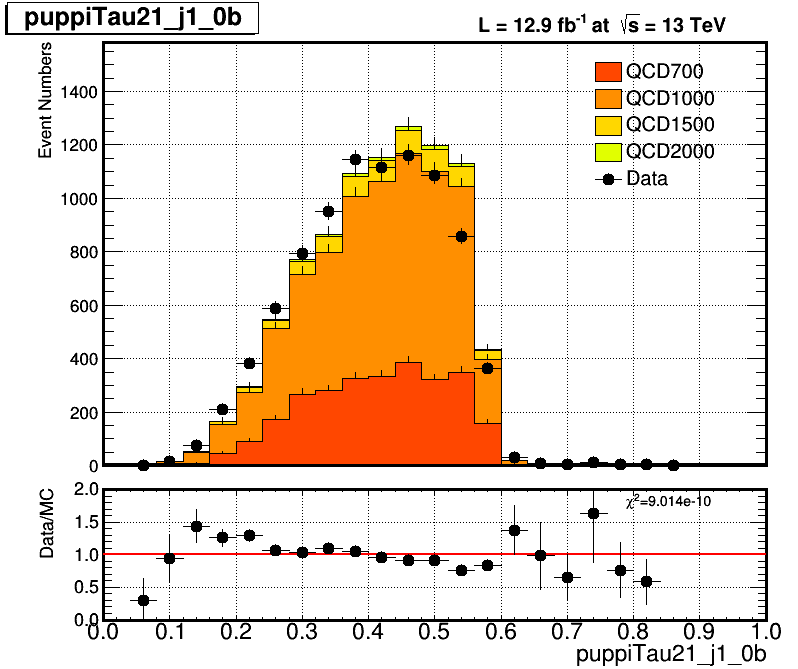 puppiTau21_j1_0b
L = 12.9 fb⁻¹ at √s = 13 TeV
Event Numbers
1400
1200
1000
800
600
400
200
0
QCD700
QCD1000
QCD1500
QCD2000
Data
Data/MC
2.0
1.5
1.0
0.5
0.0
χ²=9.014e-10
0.0 0.1 0.2 0.3 0.4 0.5 0.6 0.7 0.8 0.9 1.0
puppiTau21_j1_0b